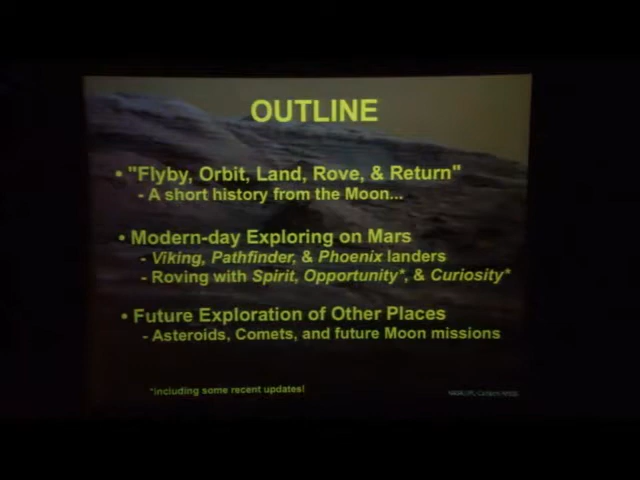 OUTLINE
• "Flyby, Orbit, Land, Rove, & Return"
- A short history from the Moon...
• Modern-day Exploring on Mars
- Viking, Pathfinder, & Phoenix landers
- Roving with Spirit, Opportunity*, & Curiosity*
• Future Exploration of Other Places
- Asteroids, Comets, and future Moon missions
*including some recent updates!